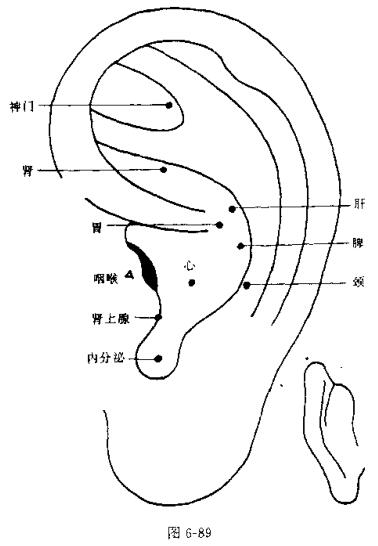 神门
肾
肝
胃
脾
心
咽喉
颈
肾上腺
内分泌
图 6-89